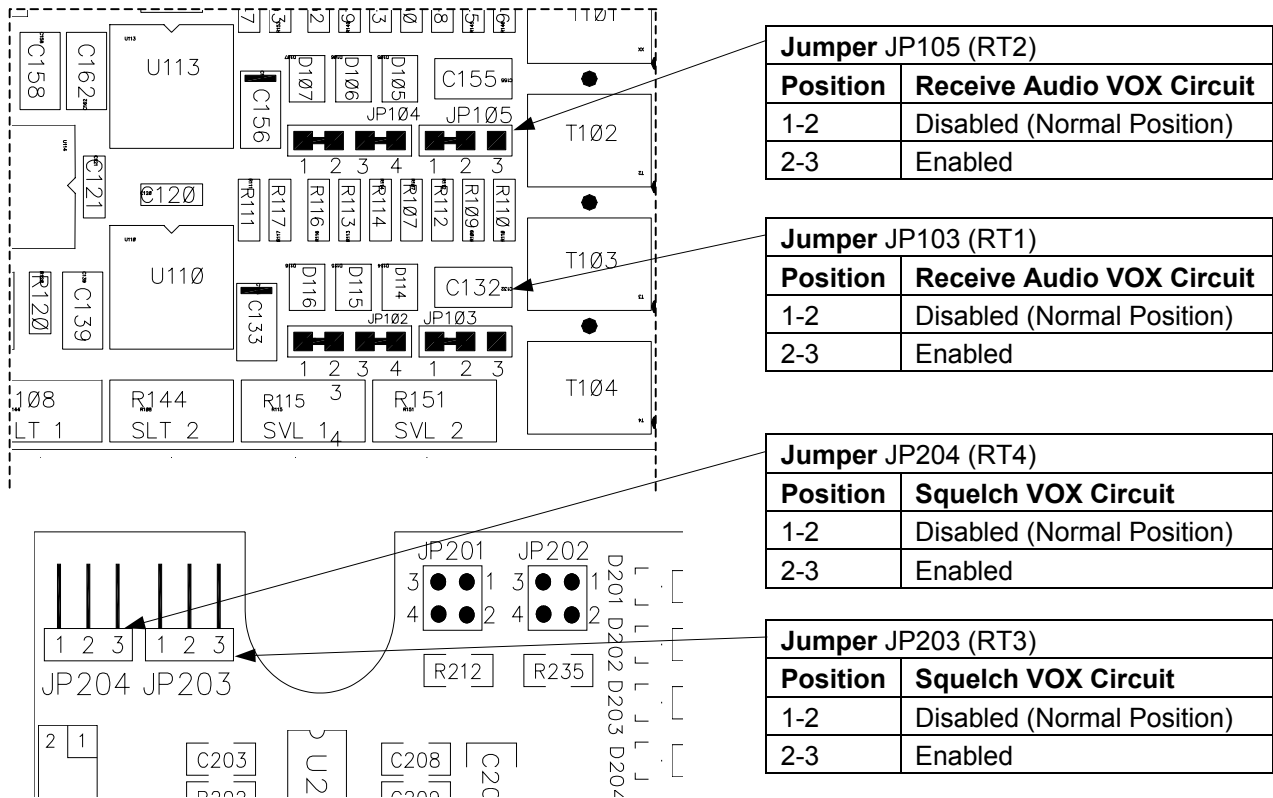 T101
C158
C162
U113
C156
D107
D106
D105
C155
JP104
JP105
T102
1 2 3 4
1 2 3
C121
C120
R111
R117
R116
R113
R114
R107
R112
R109
R110
U110
R120
C139
C133
D116
D115
D114
C132
T103
JP102
JP103
1 2 3 4
1 2 3
108
LT 1
R144
SLT 2
R115 3
SVL 1 4
R151
SVL 2
T104
Jumper JP105 (RT2)
Position Receive Audio VOX Circuit
1-2 Disabled (Normal Position)
2-3 Enabled
Jumper JP103 (RT1)
Position Receive Audio VOX Circuit
1-2 Disabled (Normal Position)
2-3 Enabled
Jumper JP204 (RT4)
Position Squelch VOX Circuit
1-2 Disabled (Normal Position)
2-3 Enabled
Jumper JP203 (RT3)
Position Squelch VOX Circuit
1-2 Disabled (Normal Position)
2-3 Enabled
JP201
3 1
4 2
JP202
3 1
4 2
1 2 3
1 2 3
JP204 JP203
R212
R235
D201
D202
D203
D204
2 1
C203
U2
C208
C20